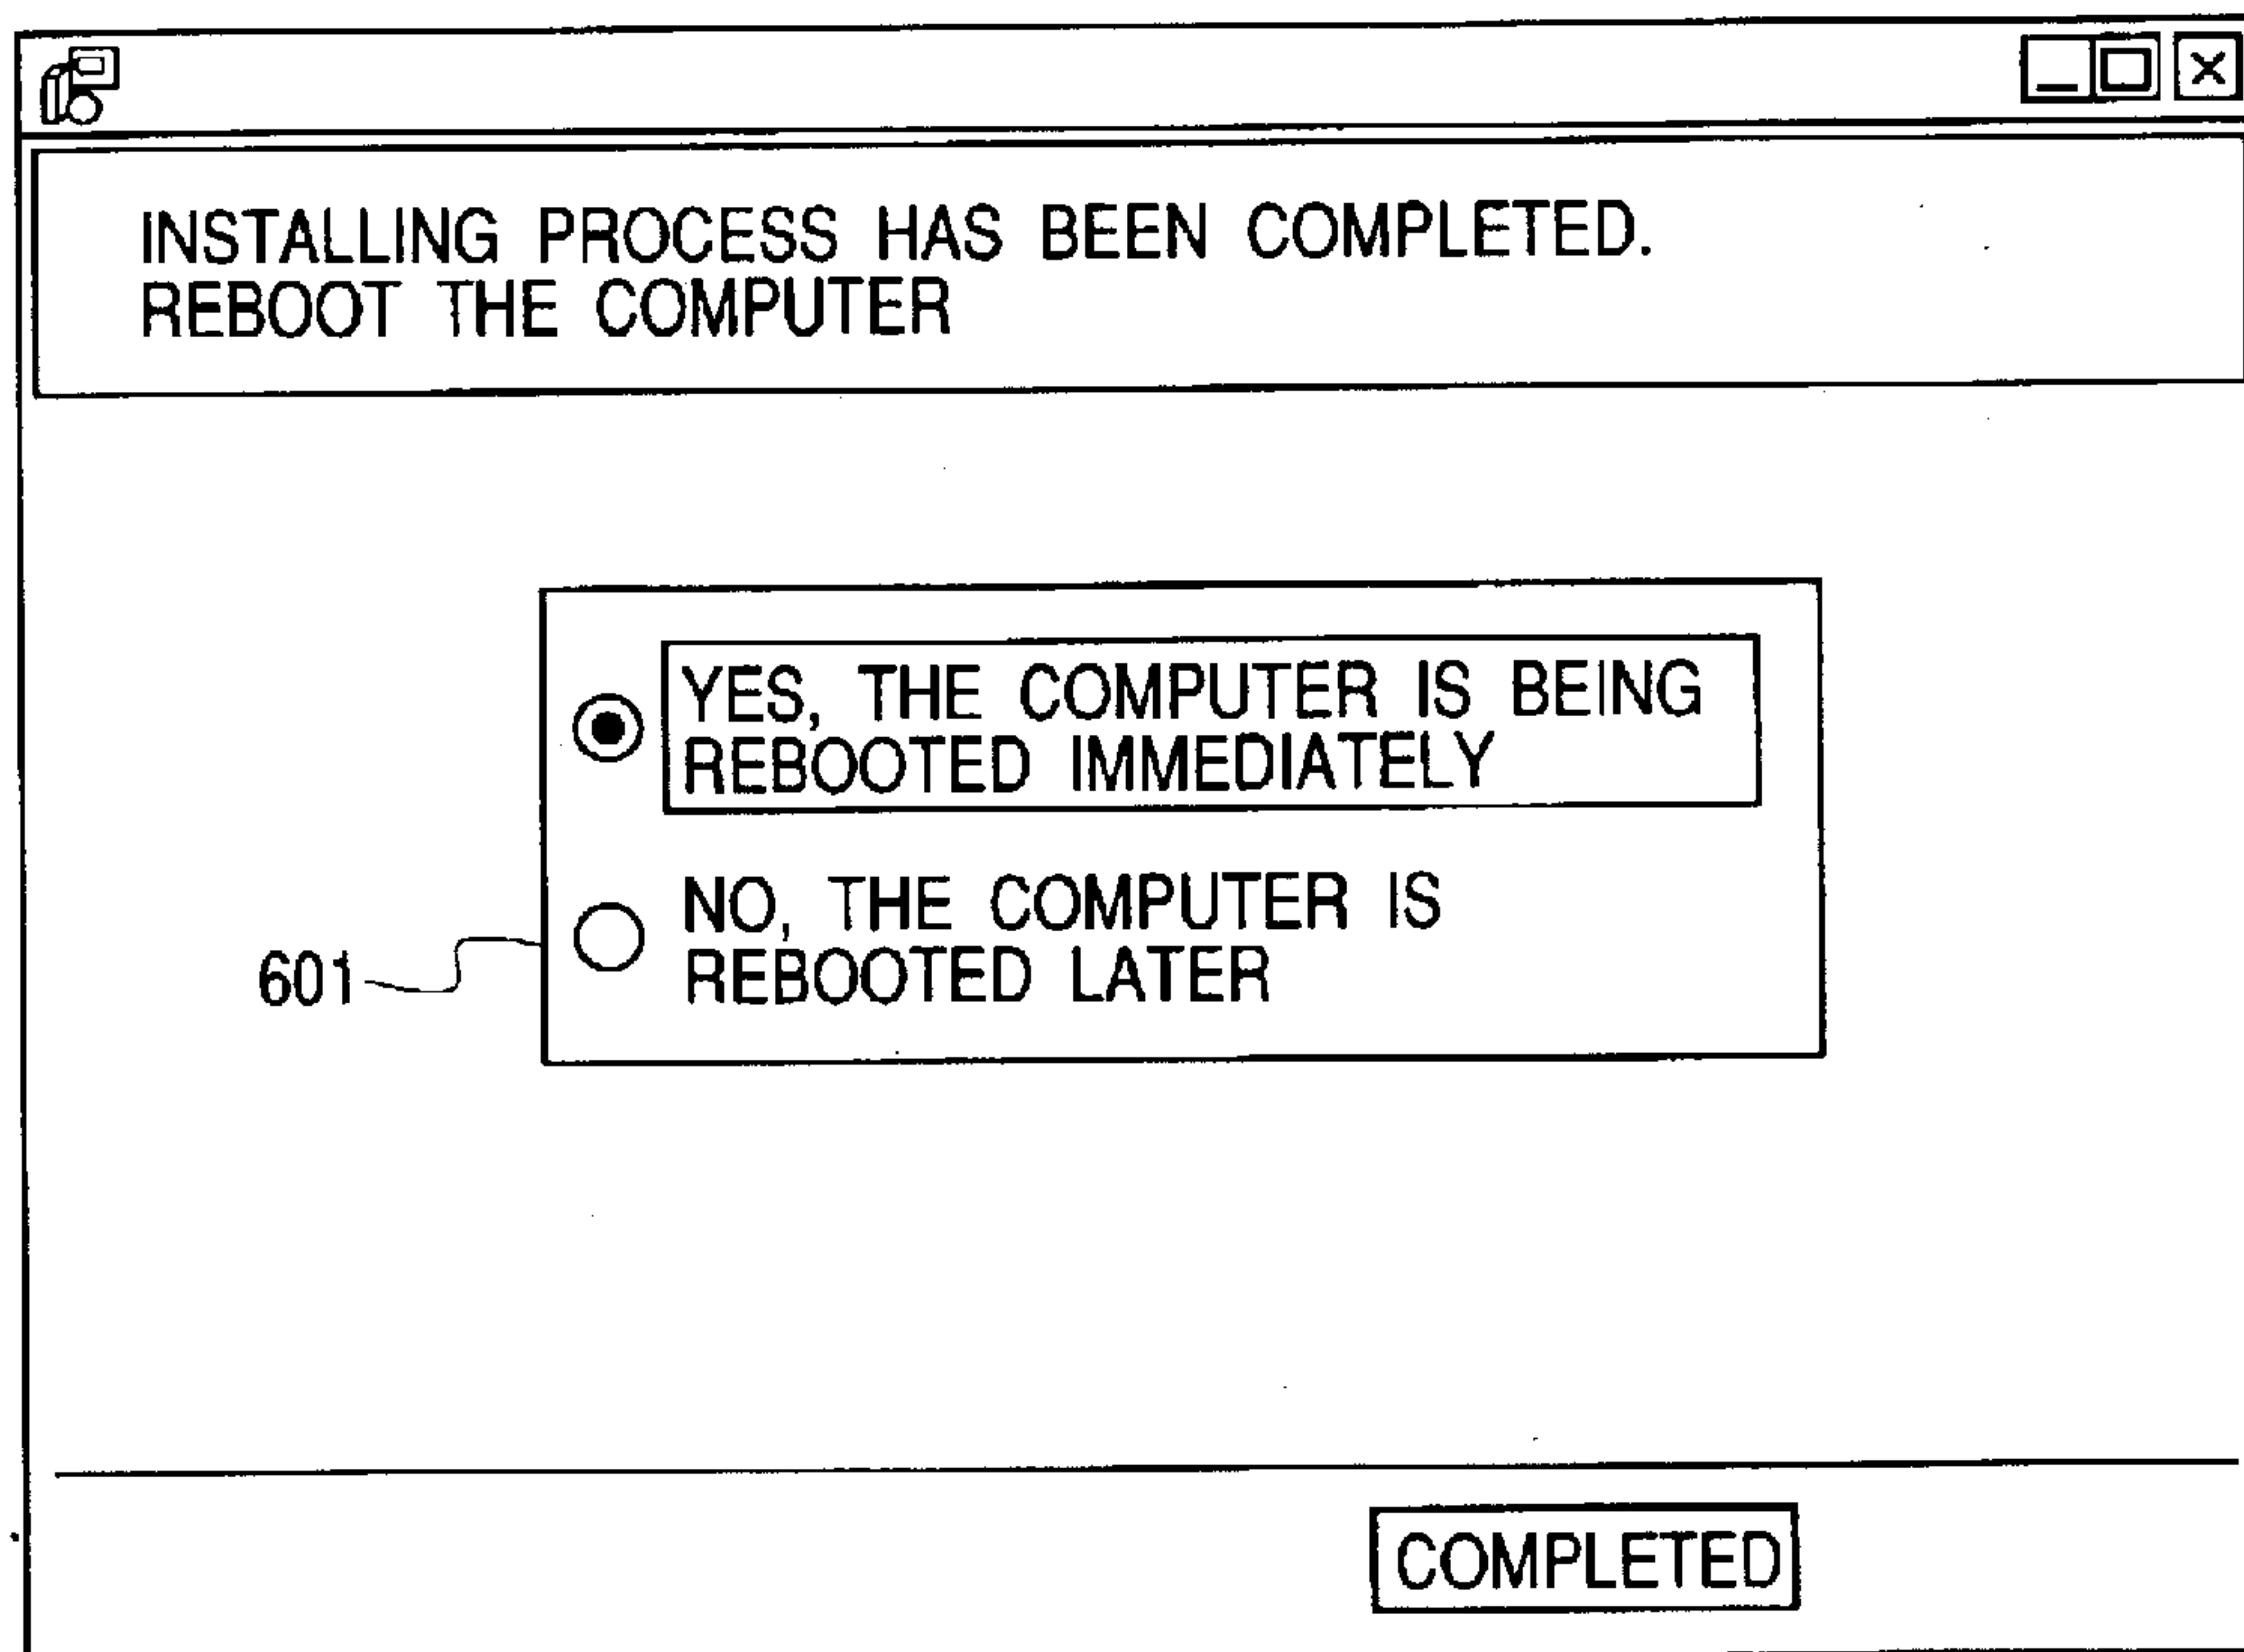 INSTALLING PROCESS HAS BEEN COMPLETED.
REBOOT THE COMPUTER
YES, THE COMPUTER IS BEING
REBOOTED IMMEDIATELY
NO, THE COMPUTER IS
REBOOTED LATER
601
COMPLETED